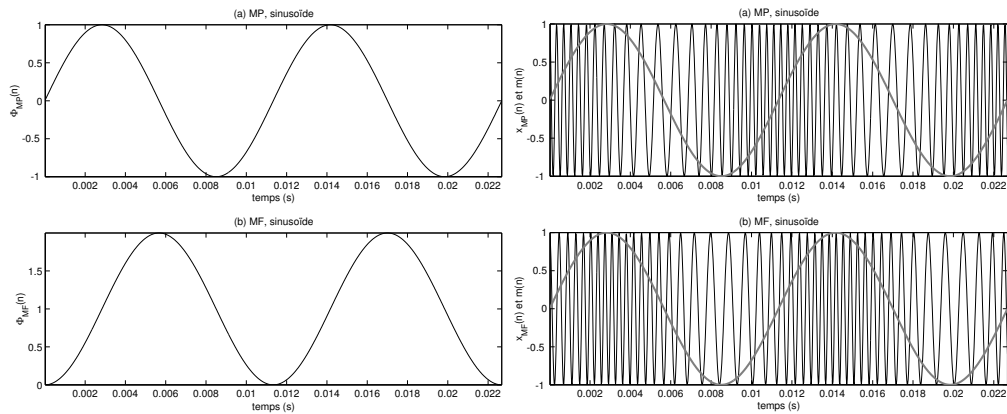 (a) MP, sinusoïde
1
0.5
0
-0.5
-1
Φ_MP(n)
0.002 0.004 0.006 0.008 0.01 0.012 0.014 0.016 0.018 0.02 0.022
temps (s)
(a) MP, sinusoïde
1
0.5
0
-0.5
-1
x_MP(n) et m(n)
0.002 0.004 0.006 0.008 0.01 0.012 0.014 0.016 0.018 0.02 0.022
temps (s)
(b) MF, sinusoïde
1.5
1
0.5
0
Φ_MF(n)
0.002 0.004 0.006 0.008 0.01 0.012 0.014 0.016 0.018 0.02 0.022
temps (s)
(b) MF, sinusoïde
1
0.5
0
-0.5
-1
x_MF(n) et m(n)
0.002 0.004 0.006 0.008 0.01 0.012 0.014 0.016 0.018 0.02 0.022
temps (s)